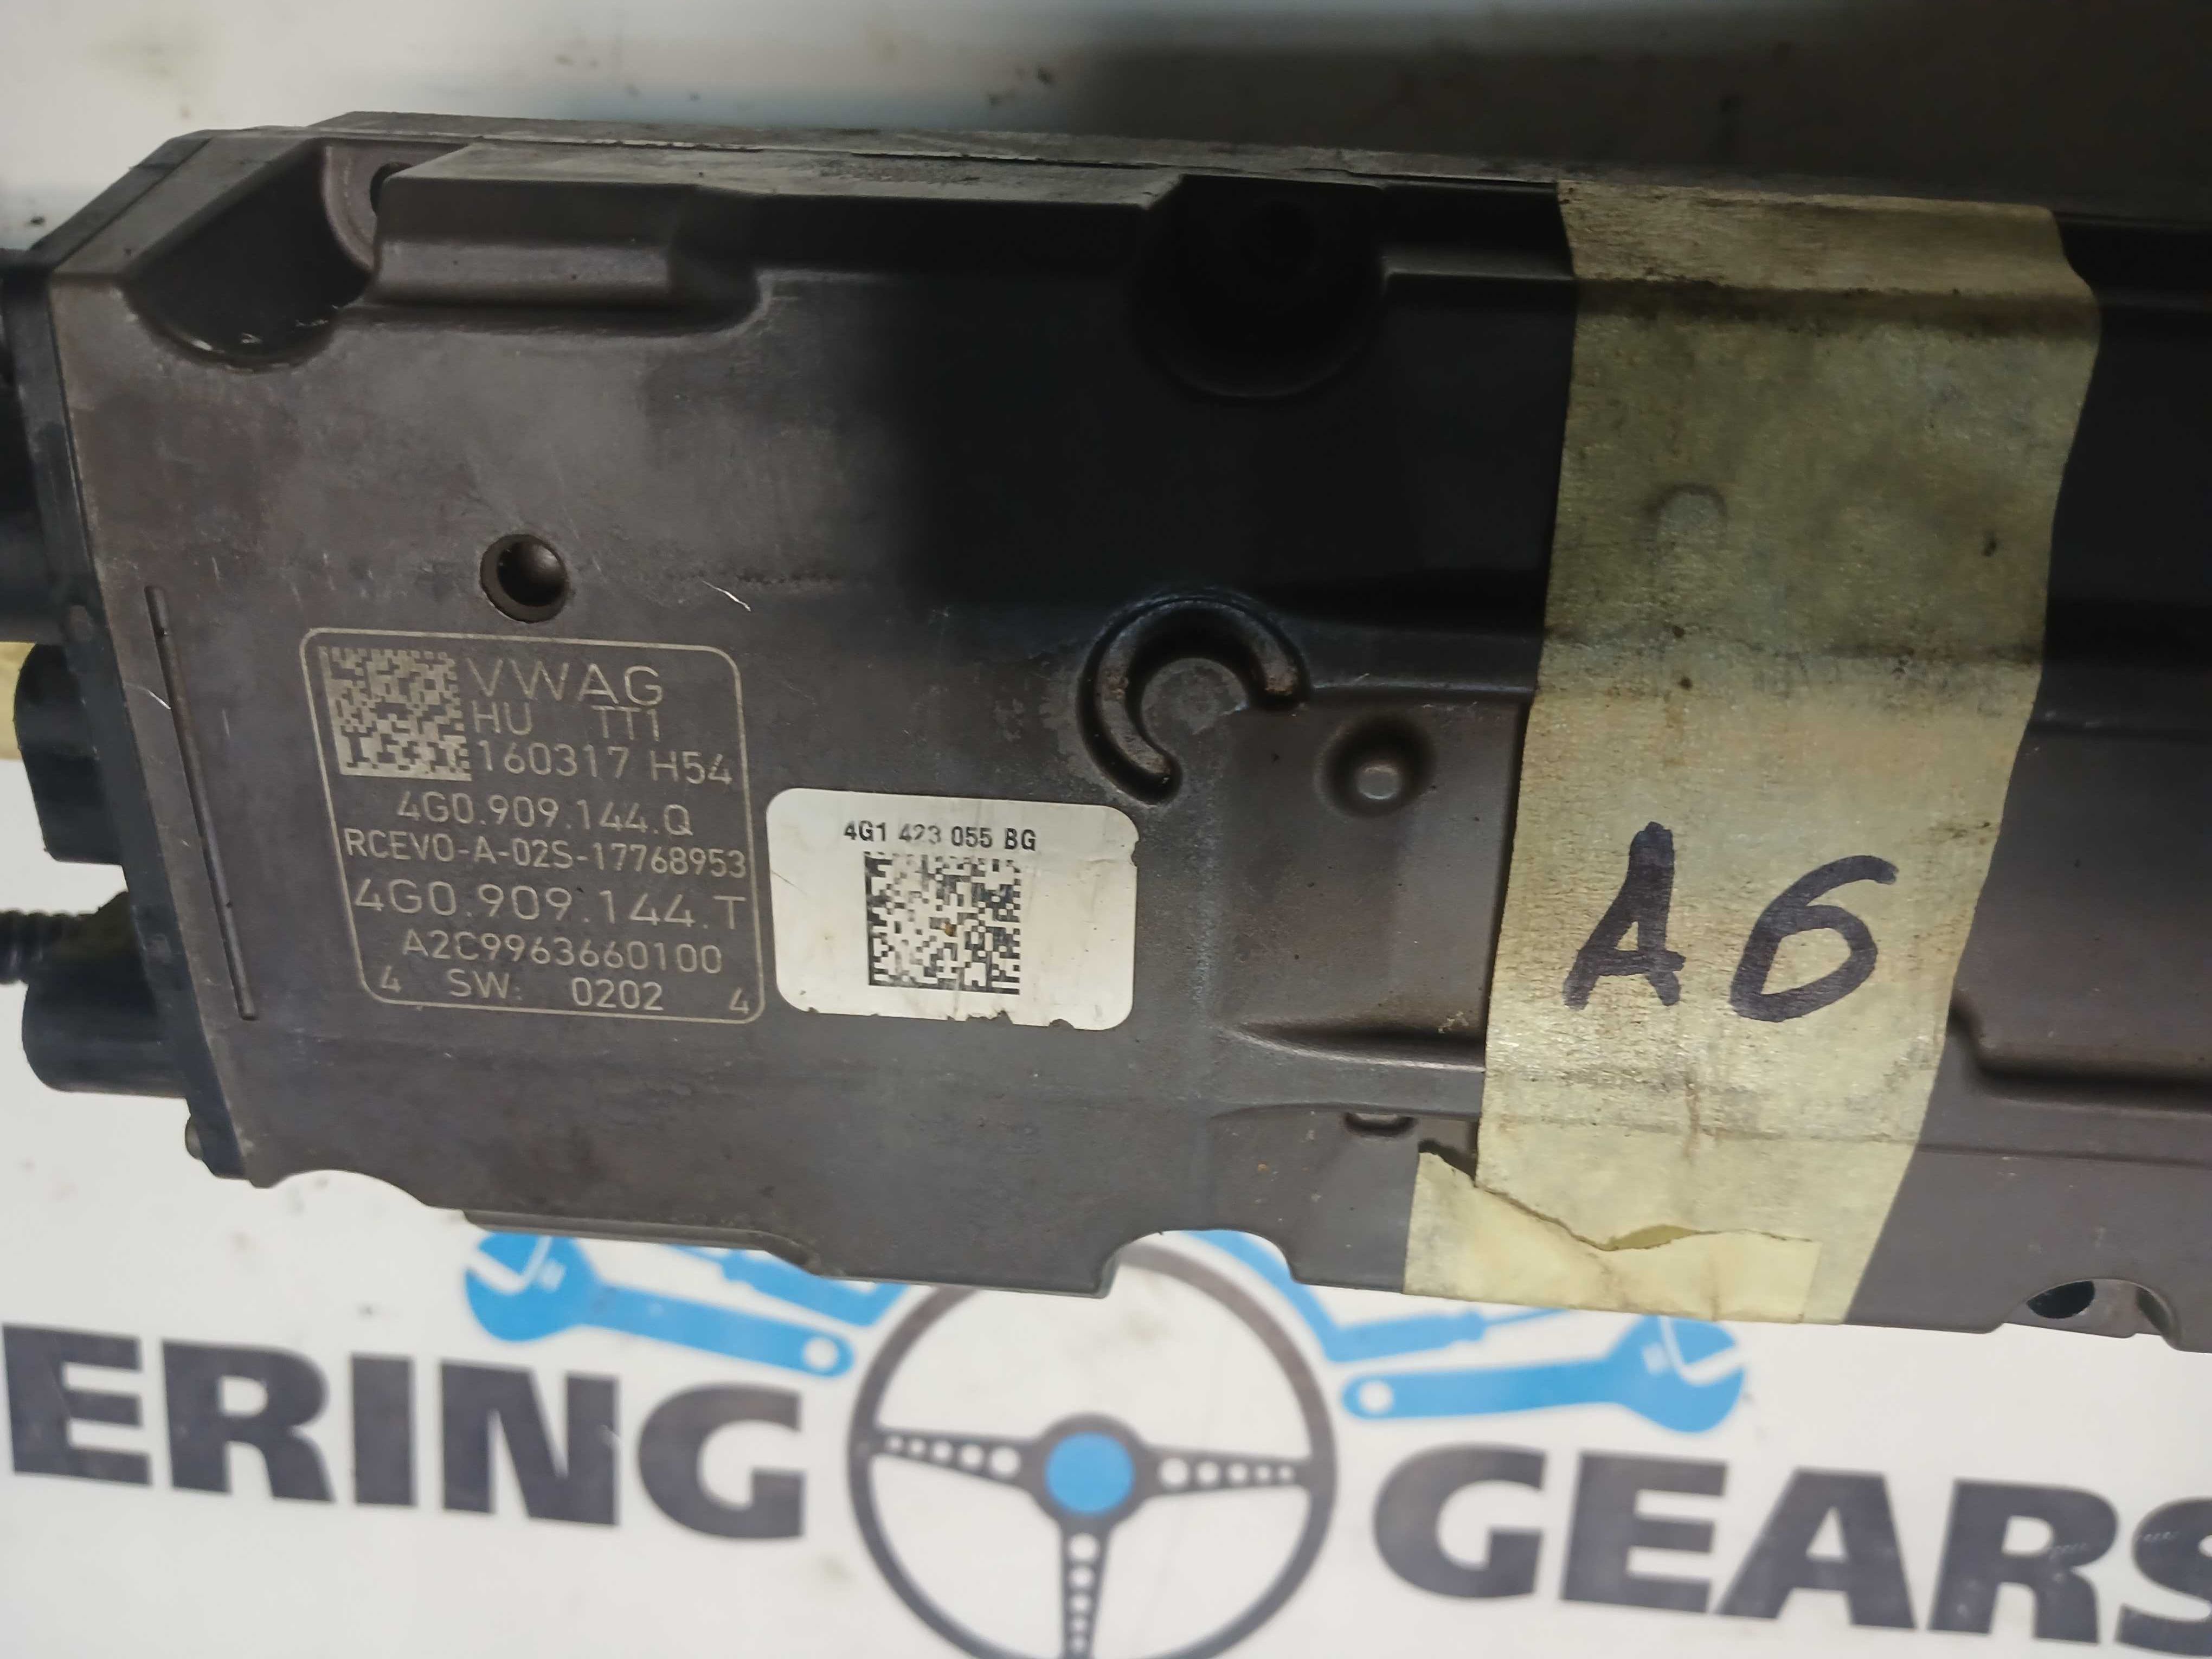 VWAG
HU TT1
160317 H54
4G0.909.144.Q
RCEVO-A-02S-17768953
4G0.909.144.T
A2C9963660100
4 SW: 0202 4
4G1 423 055 BG
A6
ERING GEARS